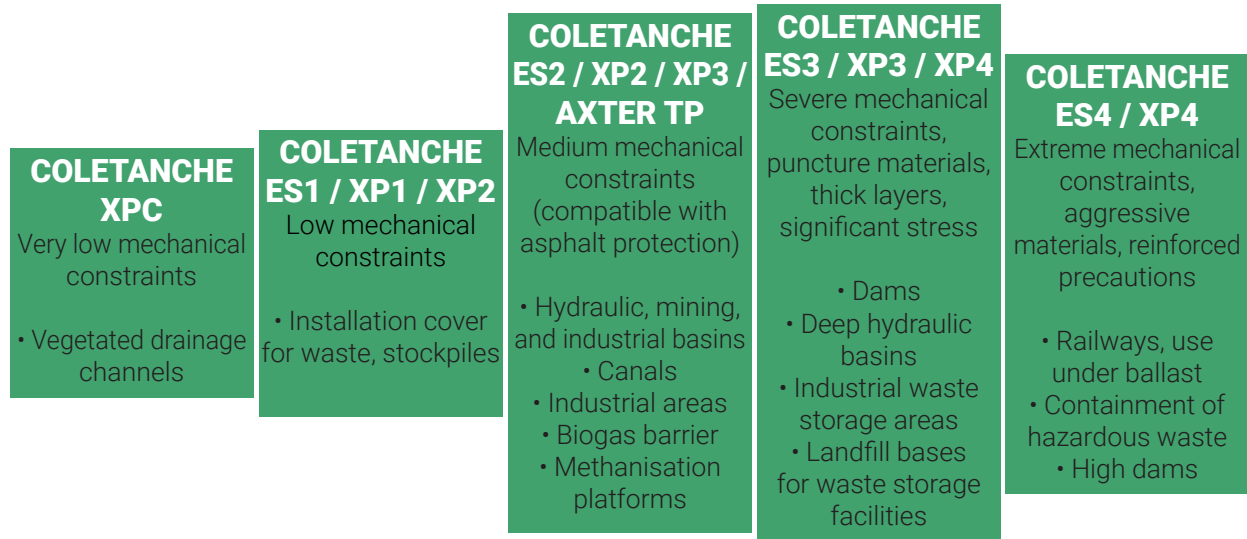 COLETANCHE
XPC
Very low mechanical
constraints
• Vegetated drainage
channels
COLETANCHE
ES1 / XP1 / XP2
Low mechanical
constraints
• Installation cover
for waste, stockpiles
COLETANCHE
ES2 / XP2 / XP3 /
AXTER TP
Medium mechanical
constraints
(compatible with
asphalt protection)
• Hydraulic, mining,
and industrial basins
• Canals
• Industrial areas
• Biogas barrier
• Methanisation
platforms
COLETANCHE
ES3 / XP3 / XP4
Severe mechanical
constraints,
puncture materials,
thick layers,
significant stress
• Dams
• Deep hydraulic
basins
• Industrial waste
storage areas
• Landfill bases
for waste storage
facilities
COLETANCHE
ES4 / XP4
Extreme mechanical
constraints,
aggressive
materials, reinforced
precautions
• Railways, use
under ballast
• Containment of
hazardous waste
• High dams